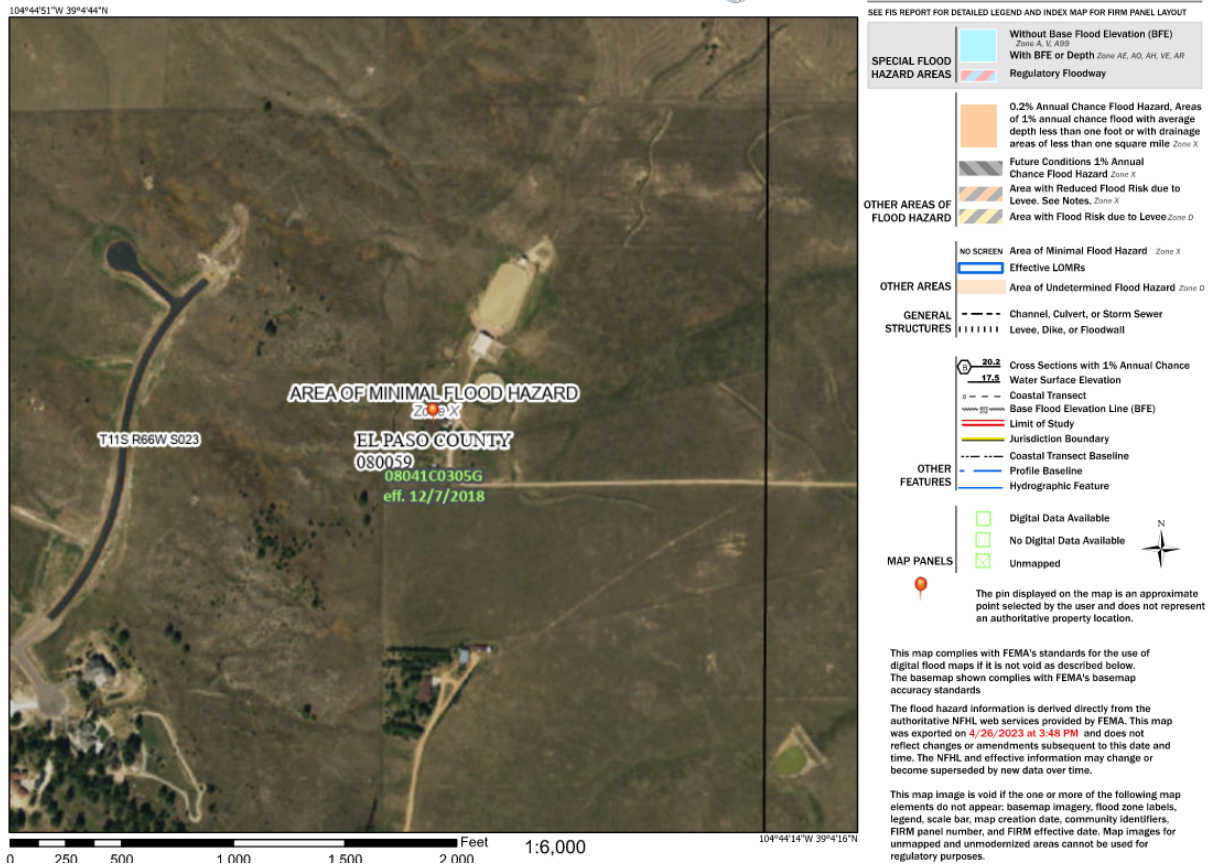 104°44'51"W 39°4'44"N
AREA OF MINIMAL FLOOD HAZARD
Zone X
T11S R66W S023
EL PASO COUNTY
080059
08041C0305G
eff. 12/7/2018
104°44'14"W 39°4'16"N
Feet
0 250 500 1,000 1,500 2,000
1:6,000
SEE FIS REPORT FOR DETAILED LEGEND AND INDEX MAP FOR FIRM PANEL LAYOUT
SPECIAL FLOOD
HAZARD AREAS
Without Base Flood Elevation (BFE)
Zone A, V, A99
With BFE or Depth Zone AE, AO, AH, VE, AR
Regulatory Floodway
OTHER AREAS OF
FLOOD HAZARD
0.2% Annual Chance Flood Hazard, Areas
of 1% annual chance flood with average
depth less than one foot or with drainage
areas of less than one square mile Zone X
Future Conditions 1% Annual
Chance Flood Hazard Zone X
Area with Reduced Flood Risk due to
Levee. See Notes. Zone X
Area with Flood Risk due to Levee Zone D
OTHER AREAS
NO SCREEN Area of Minimal Flood Hazard Zone X
Effective LOMRs
Area of Undetermined Flood Hazard Zone D
GENERAL
STRUCTURES
Channel, Culvert, or Storm Sewer
Levee, Dike, or Floodwall
OTHER
FEATURES
B 20.2 Cross Sections with 1% Annual Chance
17.5 Water Surface Elevation
8 Coastal Transect
Base Flood Elevation Line (BFE)
Limit of Study
Jurisdiction Boundary
Coastal Transect Baseline
Profile Baseline
Hydrographic Feature
MAP PANELS
Digital Data Available
No Digital Data Available
Unmapped
N
The pin displayed on the map is an approximate
point selected by the user and does not represent
an authoritative property location.
This map complies with FEMA's standards for the use of
digital flood maps if it is not void as described below.
The basemap shown complies with FEMA's basemap
accuracy standards
The flood hazard information is derived directly from the
authoritative NFHL web services provided by FEMA. This map
was exported on 4/26/2023 at 3:48 PM and does not
reflect changes or amendments subsequent to this date and
time. The NFHL and effective information may change or
become superseded by new data over time.
This map image is void if the one or more of the following map
elements do not appear: basemap imagery, flood zone labels,
legend, scale bar, map creation date, community identifiers,
FIRM panel number, and FIRM effective date. Map images for
unmapped and unmodernized areas cannot be used for
regulatory purposes.